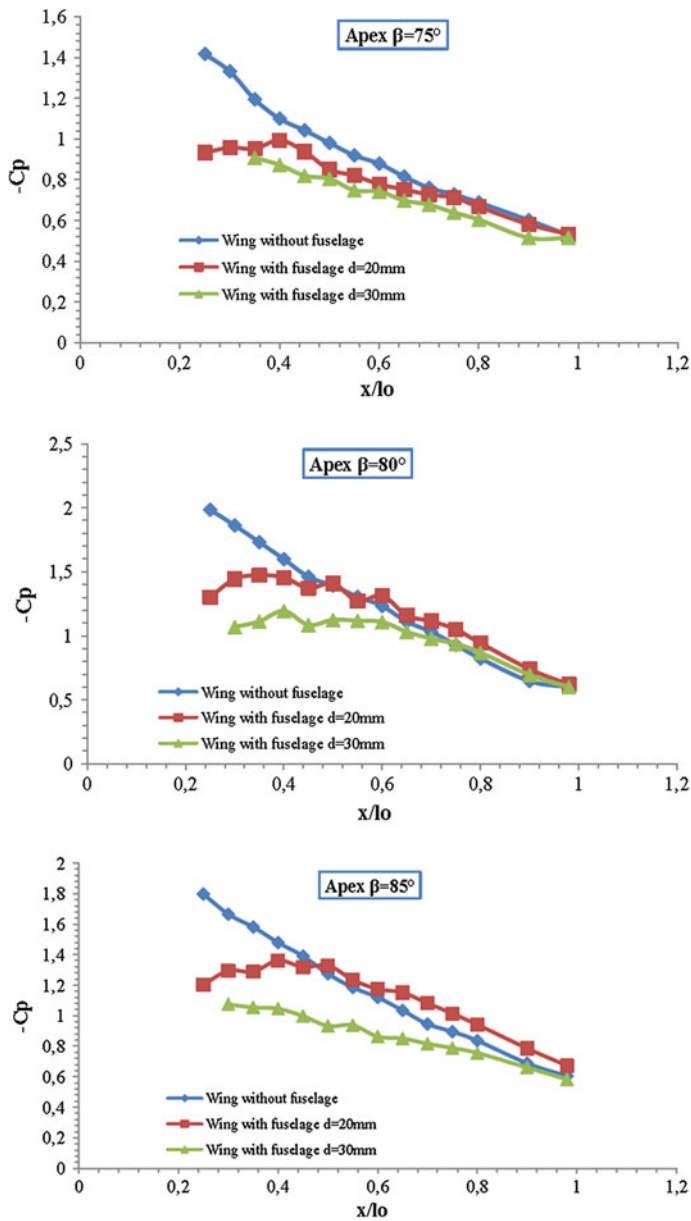 1,6
Apex β=75°
1,4
1,2
1
0,8
0,6
0,4
0,2
0
-Cp
Wing without fuselage
Wing with fuselage d=20mm
Wing with fuselage d=30mm
0 0,2 0,4 0,6 0,8 1 1,2
x/lo
2,5
Apex β=80°
2
1,5
1
0,5
0
-Cp
Wing without fuselage
Wing with fuselage d=20mm
Wing with fuselage d=30mm
0 0,2 0,4 0,6 0,8 1 1,2
x/lo
2
Apex β=85°
1,8
1,6
1,4
1,2
1
0,8
0,6
0,4
0,2
0
-Cp
Wing without fuselage
Wing with fuselage d=20mm
Wing with fuselage d=30mm
0 0,2 0,4 0,6 0,8 1 1,2
x/lo